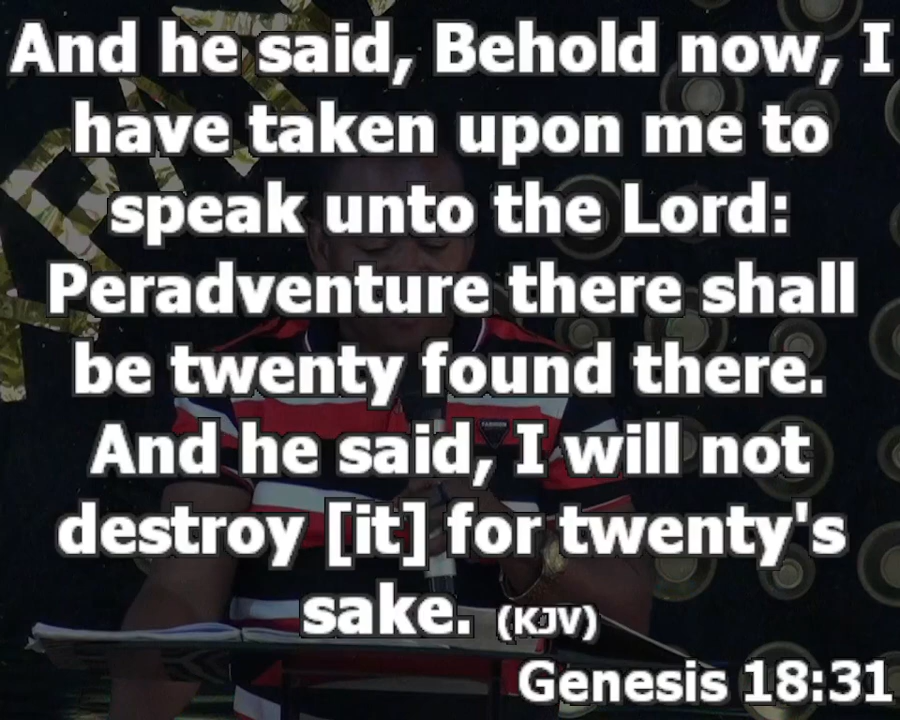 And he said, Behold now, I
have taken upon me to
speak unto the Lord:
Peradventure there shall
be twenty found there.
And he said, I will not
destroy [it] for twenty's
sake. (KJV)
Genesis 18:31